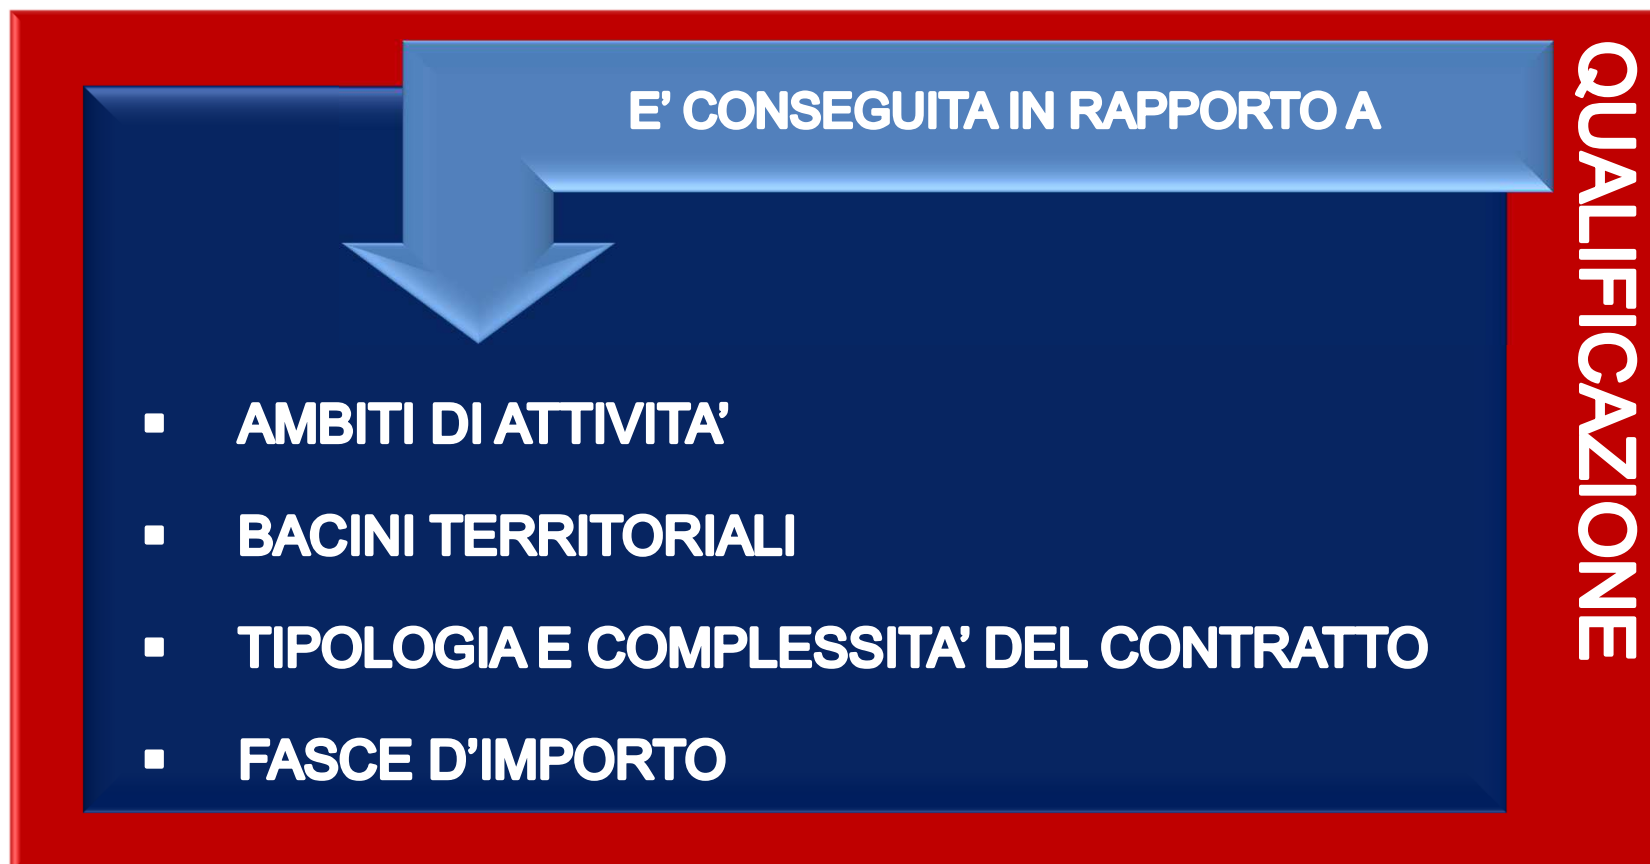 QUALIFICAZIONE
E’ CONSEGUITA IN RAPPORTO A
▪ AMBITI DI ATTIVITA’
▪ BACINI TERRITORIALI
▪ TIPOLOGIA E COMPLESSITA’ DEL CONTRATTO
▪ FASCE D’IMPORTO